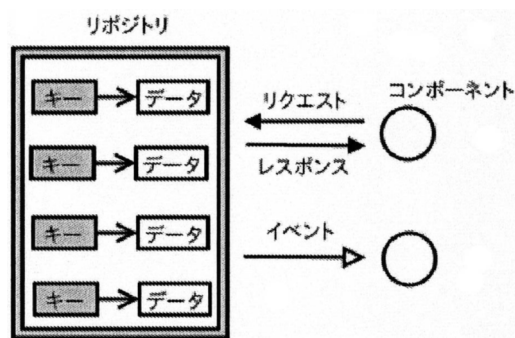 リポジトリ
キー データ
キー データ
キー データ
キー データ
リクエスト
レスポンス
コンポーネント
イベント